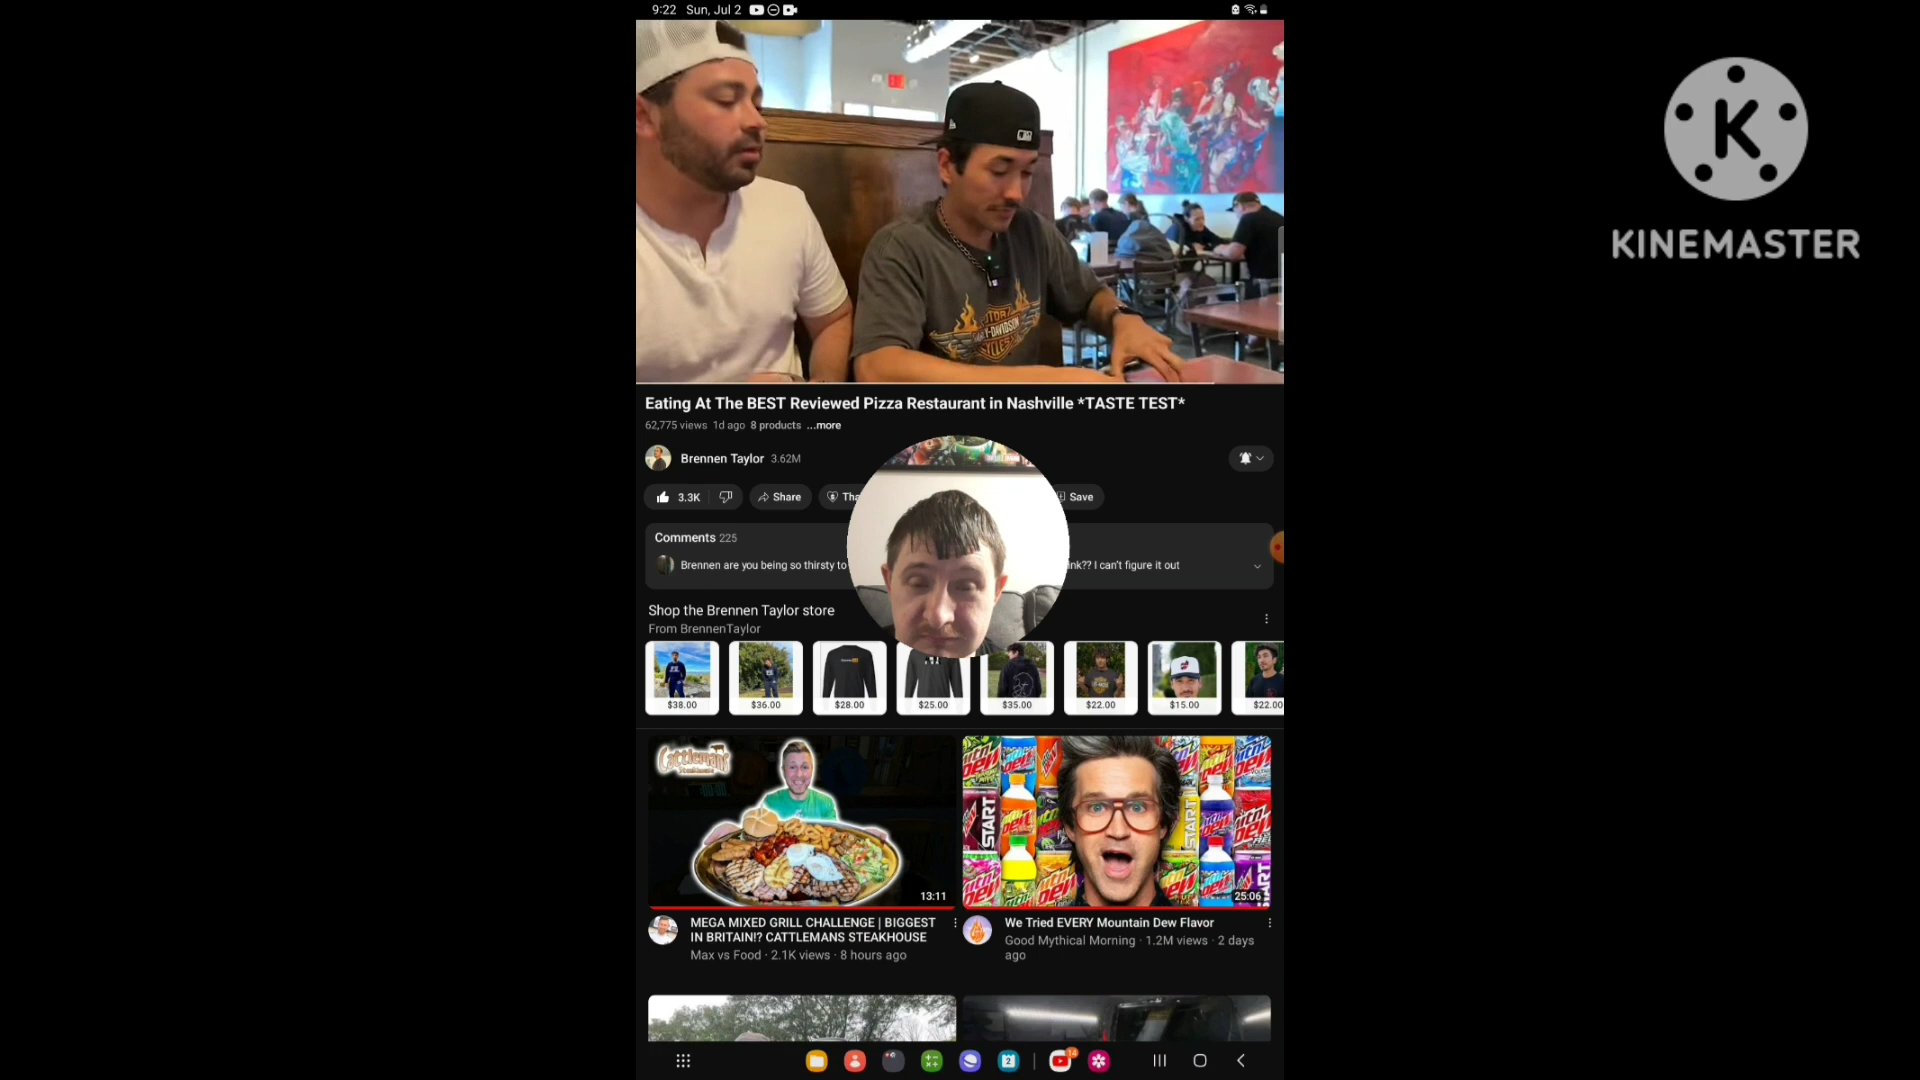 9:22 Sun, Jul 2
KINEMASTER
Eating At The BEST Reviewed Pizza Restaurant in Nashville *TASTE TEST*
62,775 views 1d ago 8 products ...more
Brennen Taylor 3.62M
3.3K Share Save
Comments 225
Brennen are you being so thirsty to
I can't figure it out
Shop the Brennen Taylor store
From BrennenTaylor
$38.00 $36.00 $28.00 $25.00 $35.00 $22.00 $15.00 $22.00
Cattlemans
START
START
13:11
25:06
MEGA MIXED GRILL CHALLENGE | BIGGEST
IN BRITAIN!? CATTLEMANS STEAKHOUSE
Max vs Food · 2.1K views · 8 hours ago
We Tried EVERY Mountain Dew Flavor
Good Mythical Morning · 1.2M views · 2 days
ago